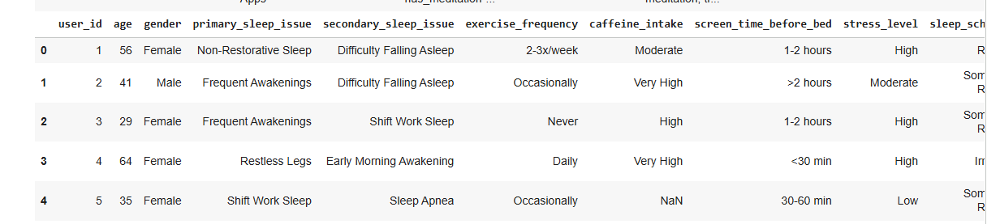 Apps has_meditation ... meditation, tr...
user_id age gender primary_sleep_issue secondary_sleep_issue exercise_frequency caffeine_intake screen_time_before_bed stress_level sleep_sch
0 1 56 Female Non-Restorative Sleep Difficulty Falling Asleep 2-3x/week Moderate 1-2 hours High R
1 2 41 Male Frequent Awakenings Difficulty Falling Asleep Occasionally Very High >2 hours Moderate Som
R
2 3 29 Female Frequent Awakenings Shift Work Sleep Never High 1-2 hours High Som
R
3 4 64 Female Restless Legs Early Morning Awakening Daily Very High <30 min High Irr
4 5 35 Female Shift Work Sleep Sleep Apnea Occasionally NaN 30-60 min Low Som
R